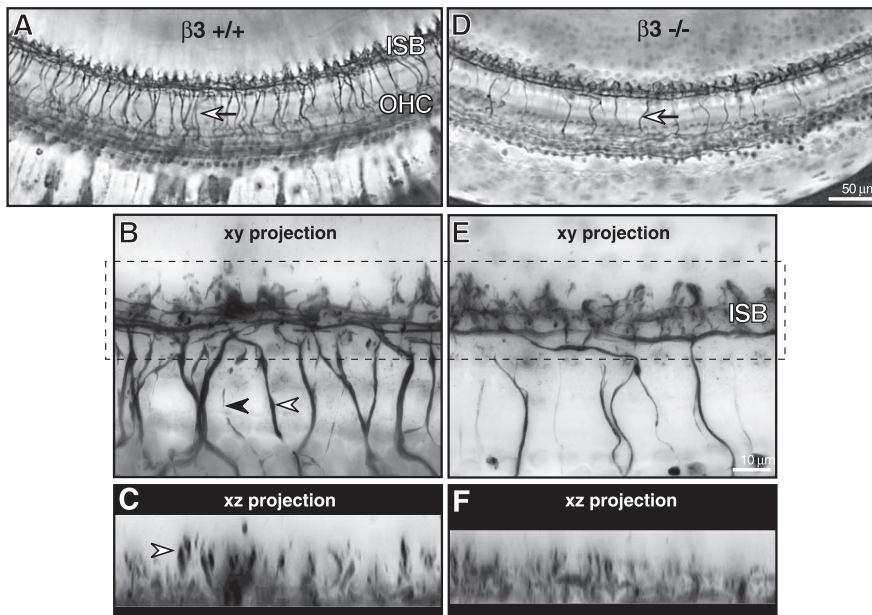 A
β3 +/+
ISB
OHC
D
β3 -/-
50 µm
B
xy projection
E
xy projection
ISB
10 µm
C
xz projection
F
xz projection